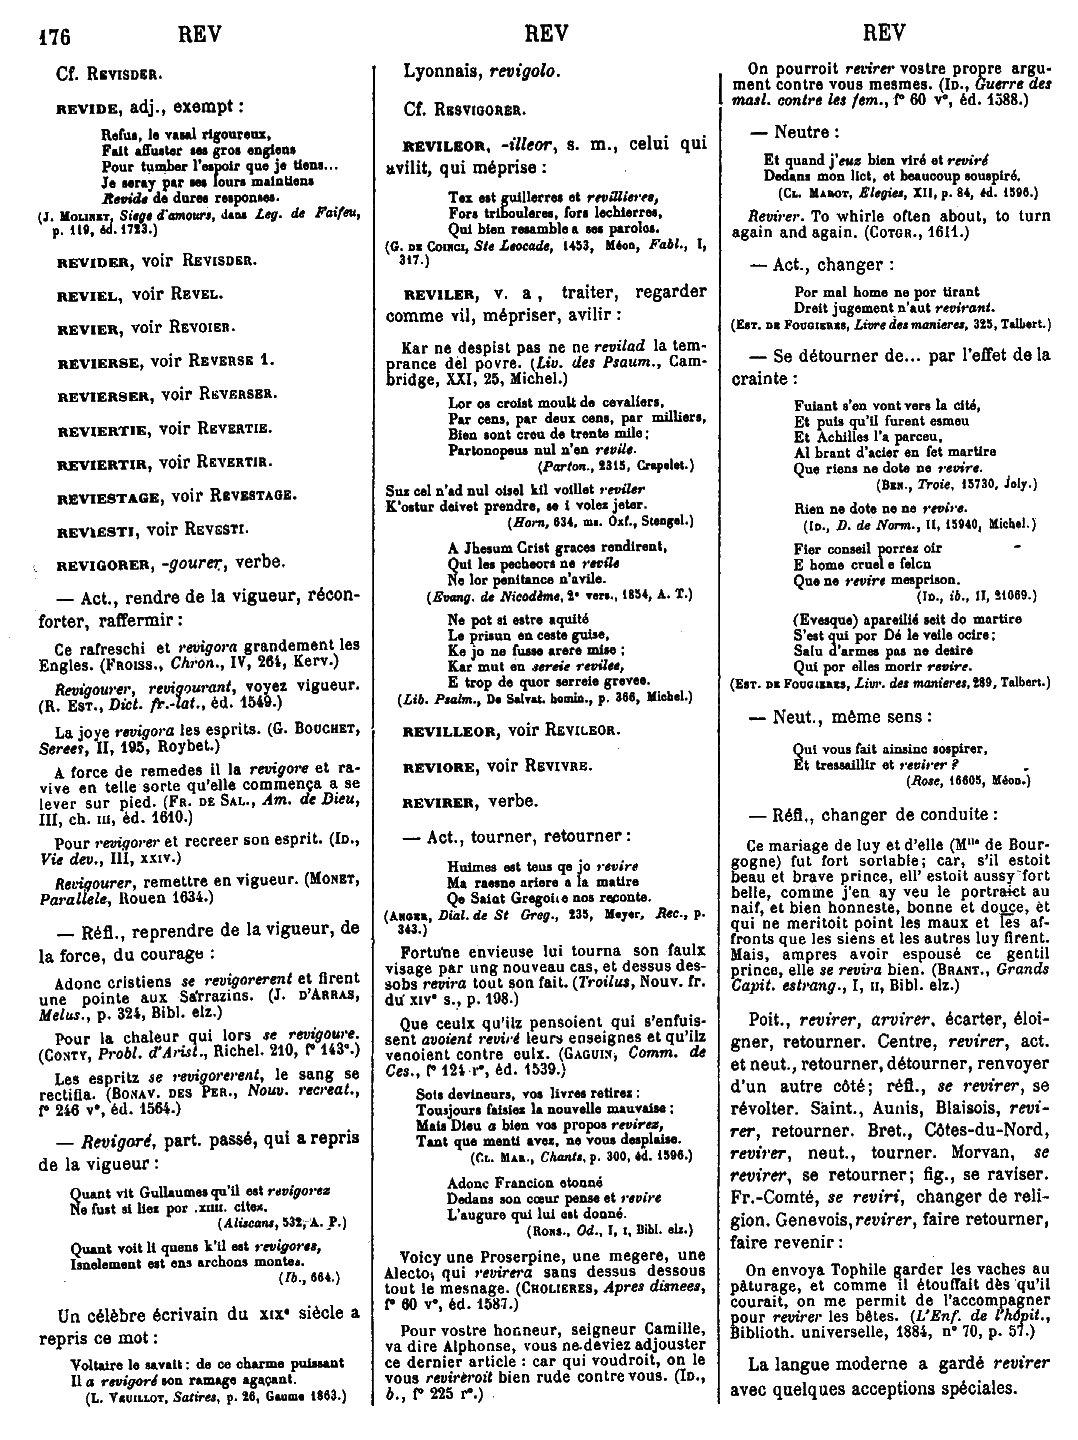 176 REV REV REV
Cf. REVISDER.
REVIDE, adj., exempt :
Refus, le vasal rigoureux,
Fait affuster ses gros engiens
Pour tumber l'espoir que je tiens...
Je seray par ses lours maintiens
Revide de dures responses.
(J. MOLINET, Siege d'amours, dans Leg. de Faifeu,
p. 119, éd. 1723.)
REVIDER, voir REVISDER.
REVIEL, voir REVEL.
REVIER, voir REVOIER.
REVIERSE, voir REVERSE 1.
REVIERSER, voir REVERSER.
REVIERTIE, voir REVERTIE.
REVIERTIR, voir REVERTIR.
REVIESTAGE, voir REVESTAGE.
REVIESTI, voir REVESTI.
REVIGORER, -gourer, verbe.
— Act., rendre de la vigueur, récon-
forter, raffermir :
Ce rafreschi et revigora grandement les
Engles. (FROISS., Chron., IV, 264, Kerv.)
Revigourer, revigourant, voyez vigueur.
(R. EST., Dict. fr.-lat., éd. 1549.)
La joye revigora les esprits. (G. BOUCHET,
Serees, II, 195, Roybet.)
A force de remedes il la revigore et ra-
vive en telle sorte qu'elle commença a se
lever sur pied. (FR. DE SAL., Am. de Dieu,
III, ch. III, éd. 1610.)
Pour revigorer et recreer son esprit. (ID.,
Vie dev., III, XXIV.)
Revigourer, remettre en vigueur. (MONET,
Parallele, Rouen 1634.)
— Réfl., reprendre de la vigueur, de
la force, du courage :
Adonc cristiens se revigorerent et firent
une pointe aux Sarrazins. (J. D'ARRAS,
Melus., p. 324, Bibl. elz.)
Pour la chaleur qui lors se revigoure.
(CONTY, Probl. d'Arist., Richel. 210, f° 143ᵉ.)
Les espritz se revigorerent, le sang se
rectifia. (BONAV. DES PER., Nouv. recreat.,
f° 246 v°, éd. 1564.)
— Revigoré, part. passé, qui a repris
de la vigueur :
Quant vit Gullaumes qu'il est revigorez
Ne fust si liez por .xiiii. citex.
(Aliscans, 532, A. P.)
Quant voit li quens k'il est revigores,
Isnelement est ens archons montes.
(Ib., 664.)
Un célèbre écrivain du XIXᵉ siècle a
repris ce mot :
Voltaire le savait : de ce charme puissant
Il a revigoré son ramage agaçant.
(L. VEUILLOT, Satires, p. 26, Gaume 1863.)
Lyonnais, revigolo.
Cf. RESVIGORER.
REVILEOR, -illeor, s. m., celui qui
avilit, qui méprise :
Tex est guilleres et revillieres,
Fors tribouleres, fors lechierres,
Qui bien resamble a ses paroles.
(G. DE COINCI, Ste Leocade, 1453, Méon, Fabl., I,
317.)
REVILER, v. a, traiter, regarder
comme vil, mépriser, avilir :
Kar ne despist pas ne ne revilad la tem-
prance del povre. (Liv. des Psaum., Cam-
bridge, XXI, 25, Michel.)
Lor os croist moult de cevaliers,
Par cens, par deux cens, par milliers,
Bien sont creu de trente mile ;
Partonopeus nul n'en revile.
(Parton., 2315, Crapelet.)
Suz cel n'ad nul oisel kil voillet reviler
K'ostur deivet prendre, se i volez jeter.
(Horn, 634, ms. Oxf., Stengel.)
A Jhesum Crist graces rendirent,
Qui les pecheors ne revile
Ne lor penitance n'avile.
(Evang. de Nicodème, 2ᵉ vers., 1854, A. T.)
Ne pot si estre aquité
Le prisun en ceste guise,
Ke jo ne fusse arere mise ;
Kar mut en sereie revilee,
E trop de quor serreie grevee.
(Lib. Psalm., De Salvat. homin., p. 366, Michel.)
REVILLEOR, voir REVILEOR.
REVIORE, voir REVIVRE.
REVIRER, verbe.
— Act., tourner, retourner :
Huimes est tens qe jo revire
Ma raesne ariere a la matire
Qe Saint Gregoire nos reconte.
(ANGER, Dial. de St Greg., 235, Meyer, Rec., p.
343.)
Fortune envieuse lui tourna son faulx
visage par ung nouveau cas, et dessus des-
sobs revira tout son fait. (Troilus, Nouv. fr.
du XIVᵉ s., p. 198.)
Que ceulx qu'ilz pensoient qui s'enfuis-
sent avoient reviré leurs enseignes et qu'ilz
venoient contre eulx. (GAGUIN, Comm. de
Ces., f° 124 r°, éd. 1539.)
Sois devineurs, vos livres retirez :
Tousjours faisiez la nouvelle mauvaise ;
Mais Dieu a bien vos propos revirez,
Tant que menti avez, ne vous desplaise.
(CL. MAR., Chants, p. 300, éd. 1596.)
Adonc Francion etonné
Dedans son cœur pense et revire
L'augure qui lui est donné.
(RONS., Od., I, I, Bibl. elz.)
Voicy une Proserpine, une megere, une
Alecto, qui revirera sans dessus dessous
tout le mesnage. (CHOLIERES, Apres disnees,
f° 60 v°, éd. 1587.)
Pour vostre honneur, seigneur Camille,
va dire Alphonse, vous ne deviez adjouster
ce dernier article : car qui voudroit, on le
vous revireroit bien rude contre vous. (ID.,
b., f° 225 r°.)
On pourroit revirer vostre propre argu-
ment contre vous mesmes. (ID., Guerre des
masl. contre les fem., f° 60 v°, éd. 1588.)
— Neutre :
Et quand j'euz bien viré et reviré
Dedans mon lict, et beaucoup souspiré.
(CL. MAROT, Elegies, XII, p. 84, éd. 1596.)
Revirer. To whirle often about, to turn
again and again. (COTGR., 1611.)
— Act., changer :
Por mal home ne por tirant
Dreit jugement n'aut revirant.
(EST. DE FOUGIERES, Livre des manieres, 325, Talbert.)
— Se détourner de... par l'effet de la
crainte :
Fuiant s'en vont vers la cité,
Et puis qu'il furent esmeu
Et Achilles l'a parceu,
Al brant d'acier en fet martire
Que riens ne dote ne revire.
(BEN., Troie, 15730, Joly.)
Rien ne dote ne ne revire.
(ID., D. de Norm., II, 15940, Michel.)
Fier conseil porrez oir
E home cruel e felon
Que ne revire mesprison.
(ID., ib., II, 21069.)
(Evesque) apareilié seit do martire
S'est qui por Dé le veile ocire ;
Salu d'armes pas ne desire
Qui por elles morir revire.
(EST. DE FOUGIERES, Livr. des manieres, 289, Talbert.)
— Neut., même sens :
Qui vous fait ainsinc sospirer,
Et tressaillir et revirer ?
(Rose, 16605, Méon.)
— Réfl., changer de conduite :
Ce mariage de luy et d'elle (Mˡˡᵉ de Bour-
gogne) fut fort sortable ; car, s'il estoit
beau et brave prince, ell' estoit aussy fort
belle, comme j'en ay veu le portraict au
naif, et bien honneste, bonne et douce, et
qui ne meritoit point les maux et les af-
fronts que les siens et les autres luy firent.
Mais, ampres avoir espousé ce gentil
prince, elle se revira bien. (BRANT., Grands
Capit. estrang., I, II, Bibl. elz.)
Poit., revirer, arvirer, écarter, éloi-
gner, retourner. Centre, revirer, act.
et neut., retourner, détourner, renvoyer
d'un autre côté ; réfl., se revirer, se
révolter. Saint., Aunis, Blaisois, revi-
rer, retourner. Bret., Côtes-du-Nord,
revirer, neut., tourner. Morvan, se
revirer, se retourner ; fig., se raviser.
Fr.-Comté, se reviri, changer de reli-
gion. Genevois, revirer, faire retourner,
faire revenir :
On envoya Tophile garder les vaches au
pâturage, et comme il étouffait dès qu'il
courait, on me permit de l'accompagner
pour revirer les bêtes. (L'Enf. de l'hôpit.,
Biblioth. universelle, 1884, n° 70, p. 57.)
La langue moderne a gardé revirer
avec quelques acceptions spéciales.